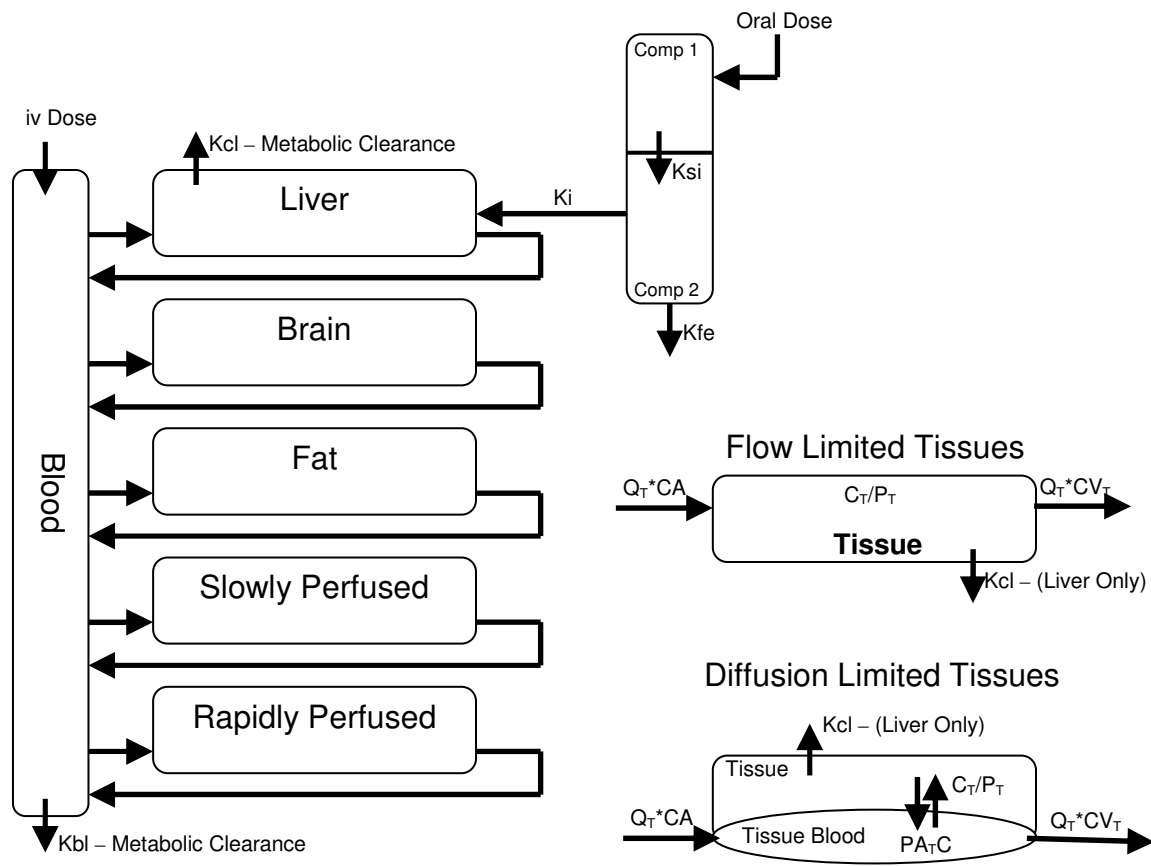 Oral Dose
Comp 1
iv Dose
Kcl – Metabolic Clearance
Ksi
Liver
Ki
Comp 2
Kfe
Brain
Fat
Blood
Slowly Perfused
Rapidly Perfused
Kbl – Metabolic Clearance
Flow Limited Tissues
Q_T*CA
C_T/P_T
Q_T*CV_T
Tissue
Kcl – (Liver Only)
Diffusion Limited Tissues
Kcl – (Liver Only)
Tissue
C_T/P_T
Q_T*CA
Tissue Blood
PA_TC
Q_T*CV_T